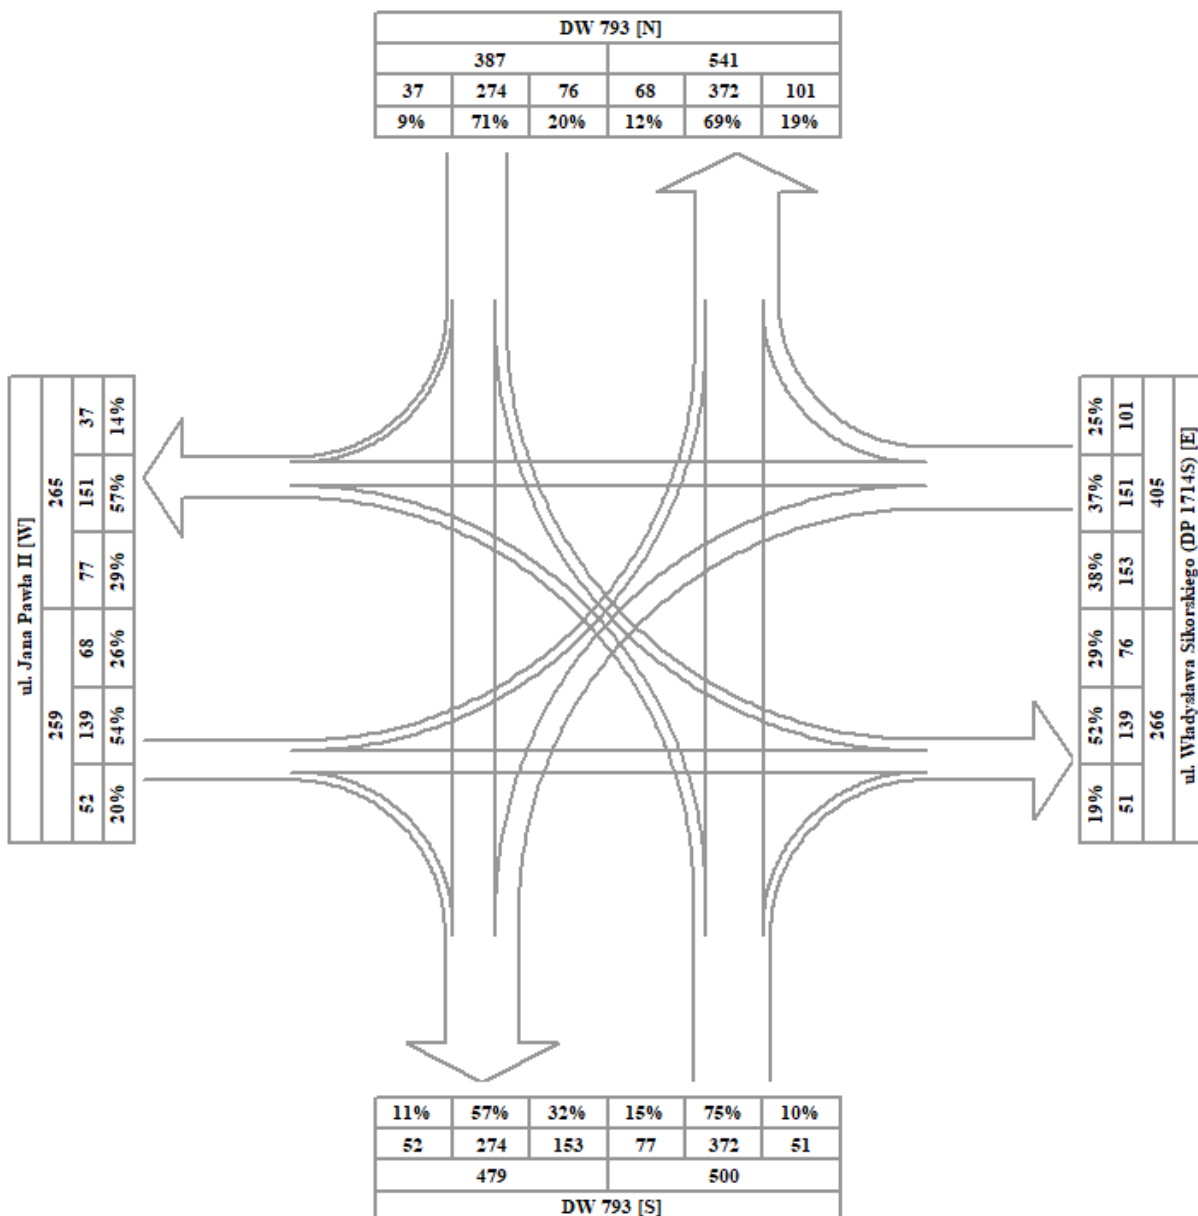 DW 793 [N]
387 541
37 274 76 68 372 101
9% 71% 20% 12% 69% 19%
ul. Jana Pawła II [W]
259 265
52 139 68 77 151 37
20% 54% 26% 29% 57% 14%
19% 52% 29% 38% 37% 25%
51 139 76 153 151 101
266 405
ul. Władysława Sikorskiego (DP 1714S) [E]
11% 57% 32% 15% 75% 10%
52 274 153 77 372 51
479 500
DW 793 [S]